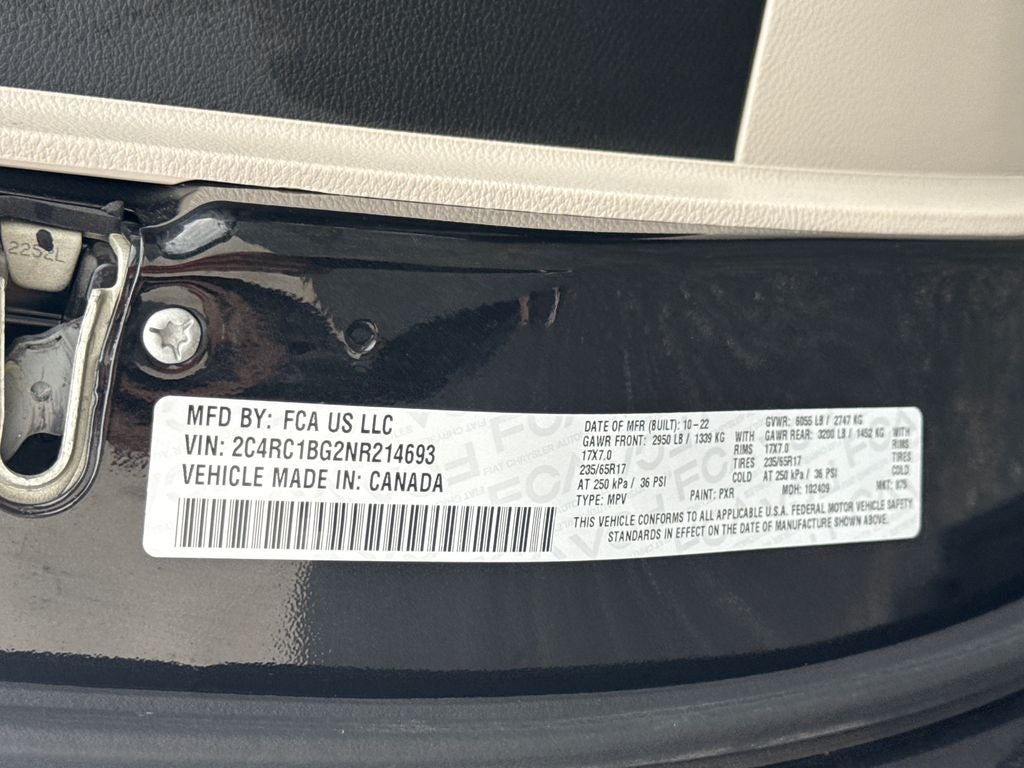 2252L
MFD BY: FCA US LLC
VIN: 2C4RC1BG2NR214693
VEHICLE MADE IN: CANADA
DATE OF MFR (BUILT): 10-22 GVWR: 6055 LB / 2747 KG
GAWR FRONT: 2950 LB / 1339 KG WITH GAWR REAR: 3200 LB / 1452 KG WITH
17X7.0 RIMS 17X7.0 RIMS
235/65R17 TIRES 235/65R17 TIRES
AT 250 kPa / 36 PSI COLD AT 250 kPa / 36 PSI COLD
TYPE: MPV PAINT: PXR MDH: 102409 MKT:
THIS VEHICLE CONFORMS TO ALL APPLICABLE U.S.A. FEDERAL MOTOR VEHICLE SAFETY
STANDARDS IN EFFECT ON THE DATE OF MANUFACTURE SHOWN ABOVE.